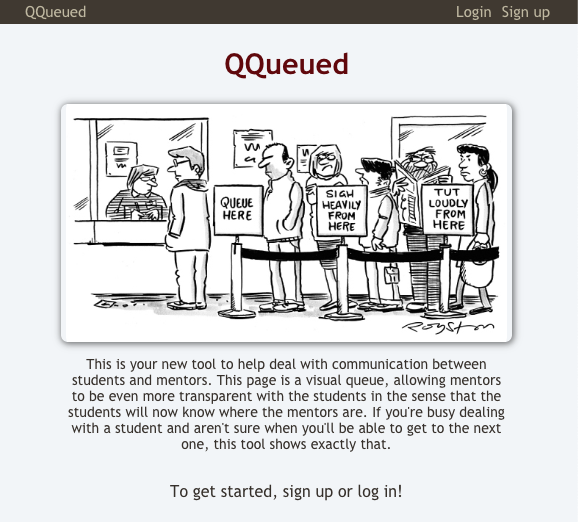 QQueued
Login Sign up
QQueued
QUEUE
HERE
SIGH
HEAVILY
FROM
HERE
TUT
LOUDLY
FROM
HERE
Royston
This is your new tool to help deal with communication between
students and mentors. This page is a visual queue, allowing mentors
to be even more transparent with the students in the sense that the
students will now know where the mentors are. If you're busy dealing
with a student and aren't sure when you'll be able to get to the next
one, this tool shows exactly that.
To get started, sign up or log in!